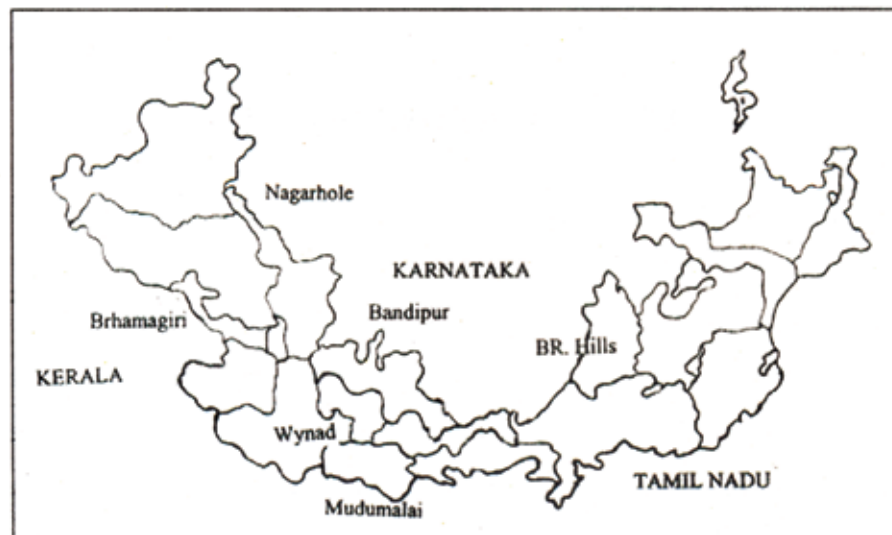 Nagarhole
KARNATAKA
Brhamagiri
Bandipur
BR. Hills
KERALA
Wynad
TAMIL NADU
Mudumalai